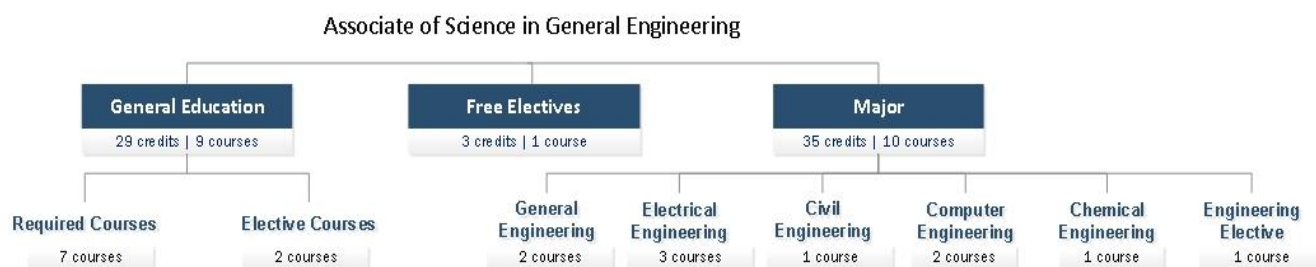 Associate of Science in General Engineering
General Education
29 credits | 9 courses
Free Electives
3 credits | 1 course
Major
35 credits | 10 courses
Required Courses
7 courses
Elective Courses
2 courses
General
Engineering
2 courses
Electrical
Engineering
3 courses
Civil
Engineering
1 course
Computer
Engineering
2 courses
Chemical
Engineering
1 course
Engineering
Elective
1 course